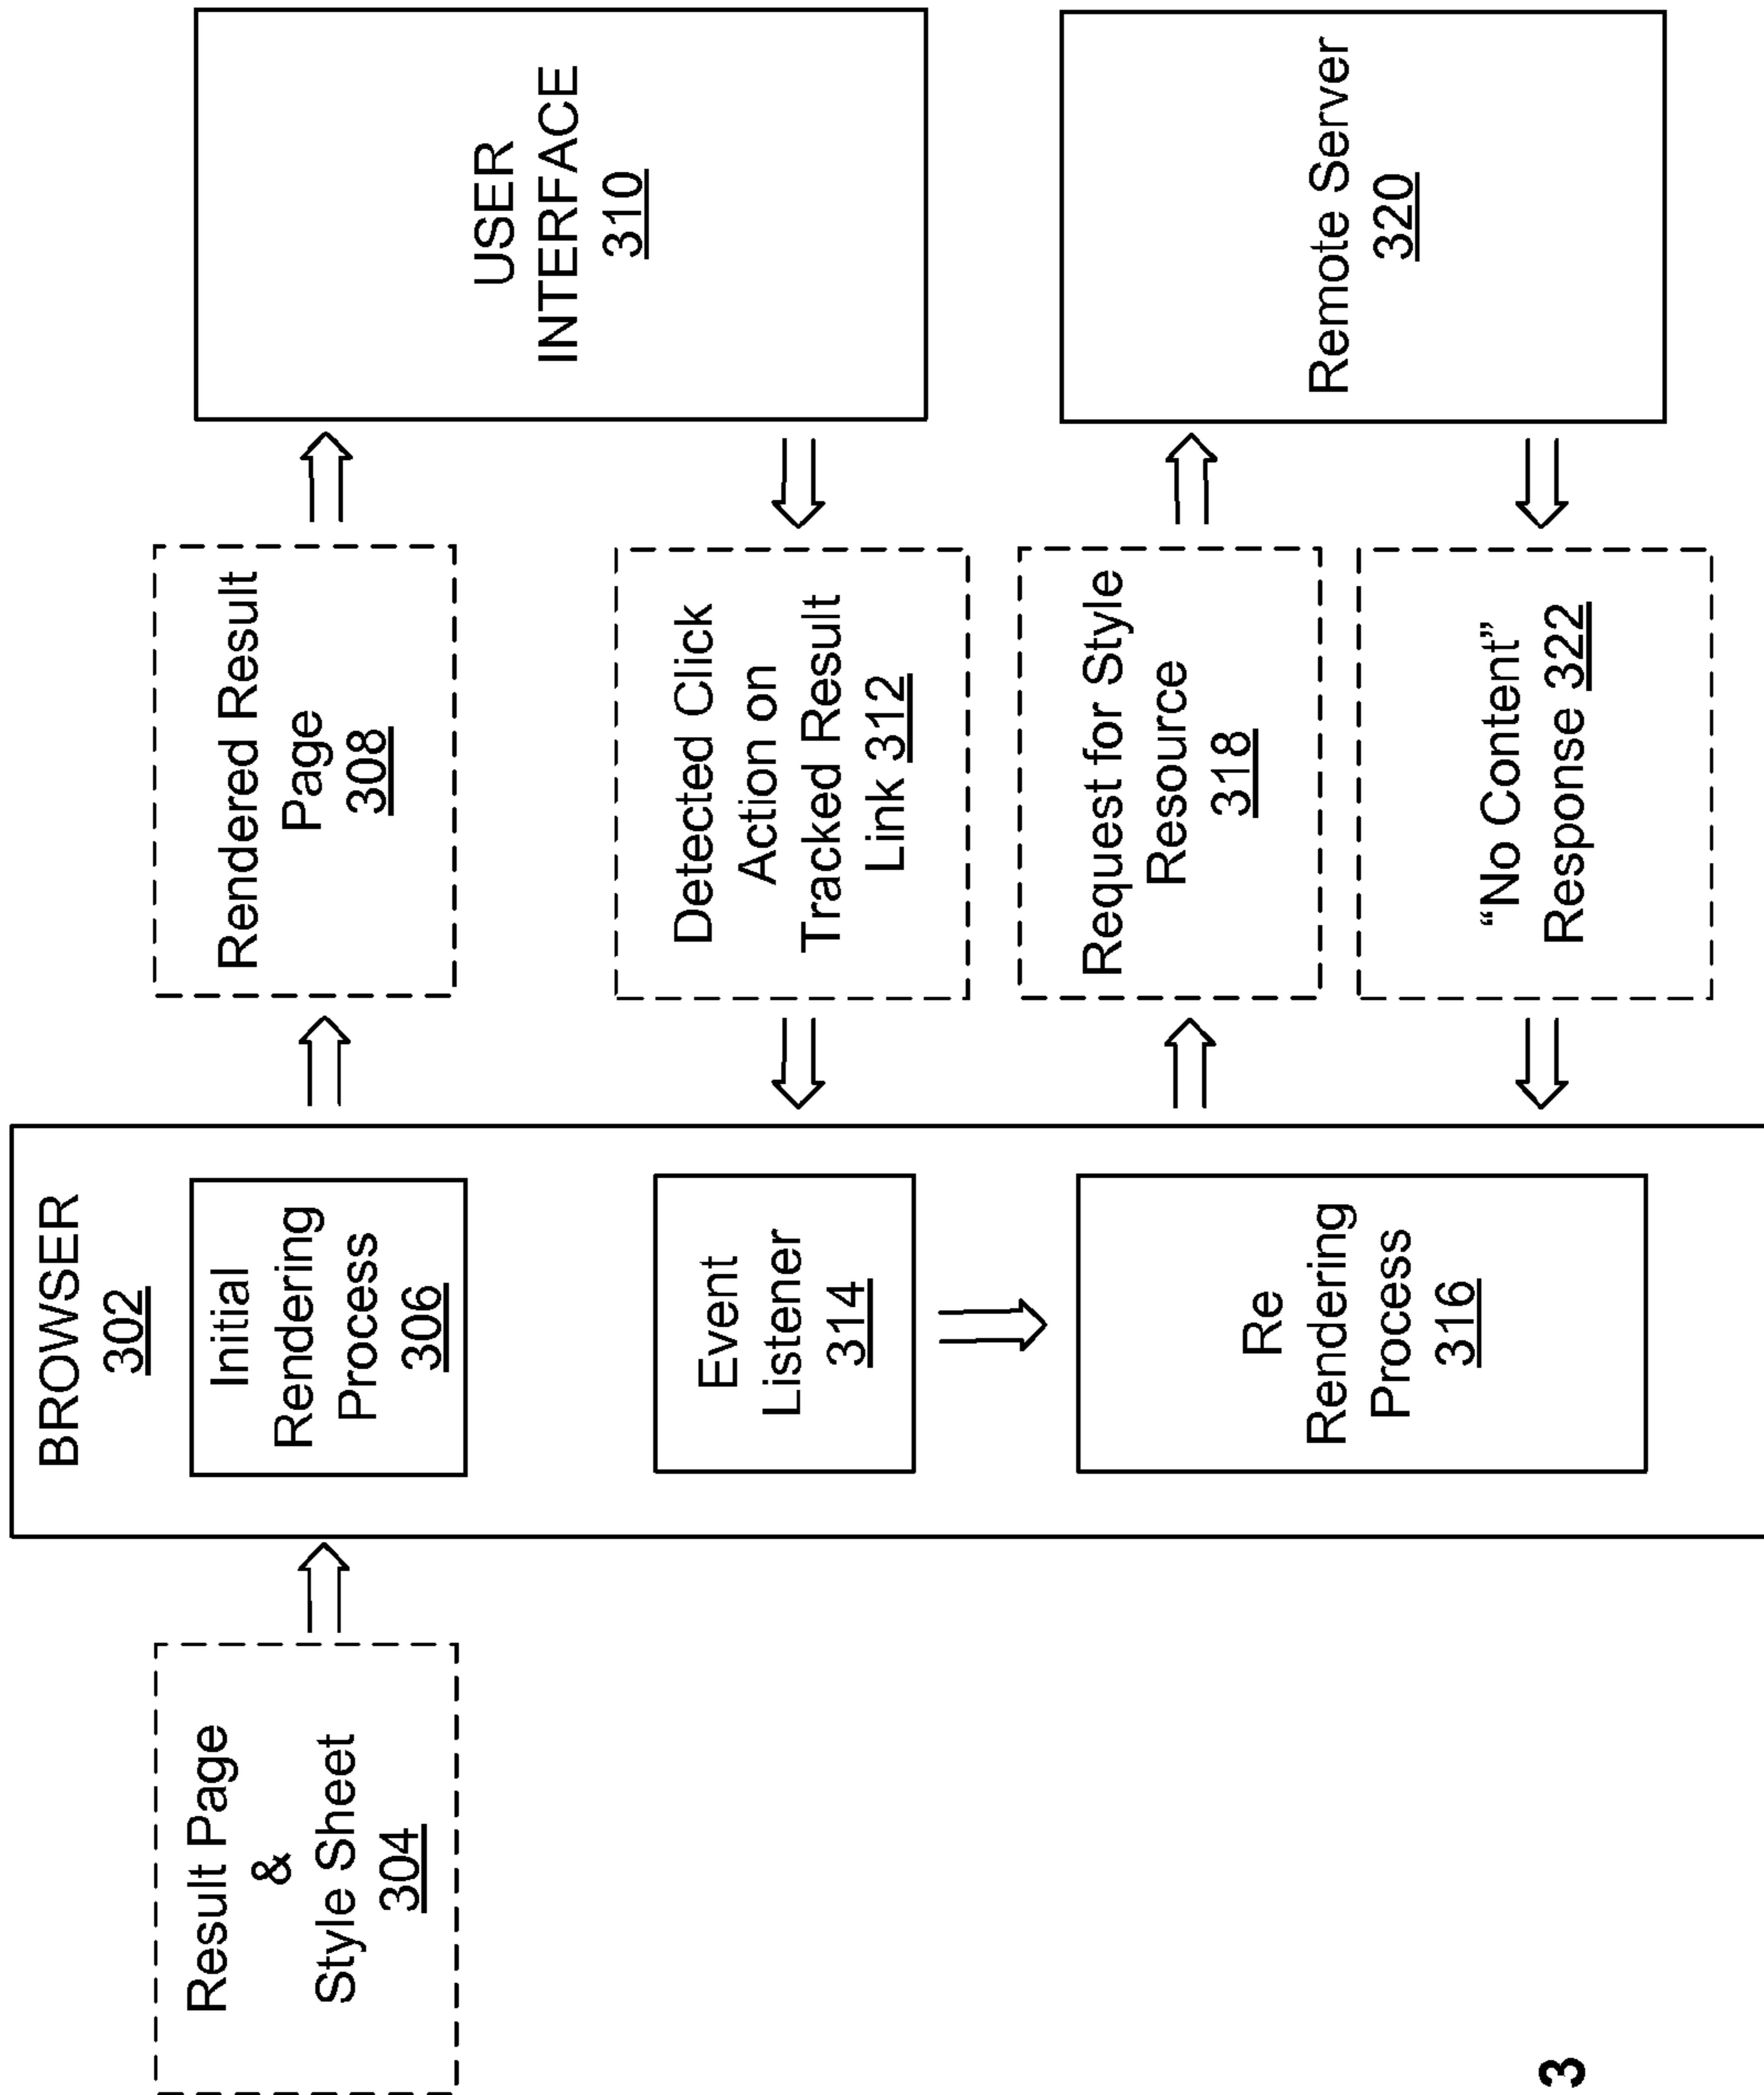 Result Page
&
Style Sheet
304
BROWSER
302
Initial
Rendering
Process
306
Rendered Result
Page
308
USER
INTERFACE
310
Detected Click
Action on
Tracked Result
Link 312
Event
Listener
314
Re
Rendering
Process
316
Request for Style
Resource
318
Remote Server
320
“No Content”
Response 322
3